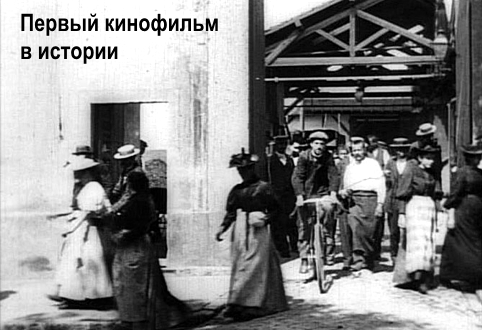 Первый кинофильм
в истории